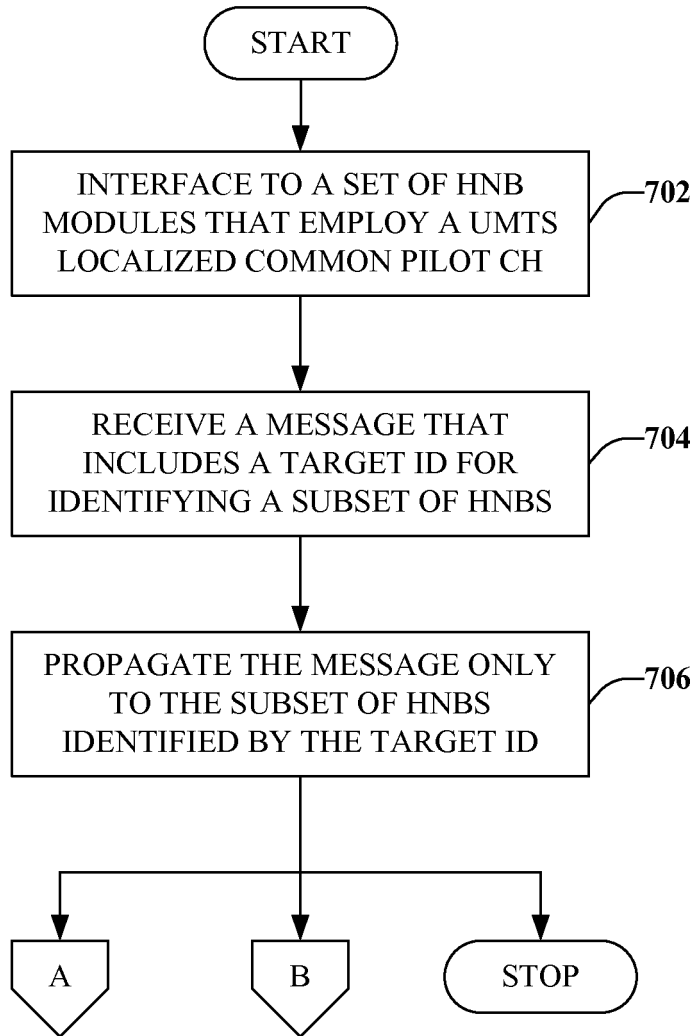 START
INTERFACE TO A SET OF HNB
MODULES THAT EMPLOY A UMTS
LOCALIZED COMMON PILOT CH
702
RECEIVE A MESSAGE THAT
INCLUDES A TARGET ID FOR
IDENTIFYING A SUBSET OF HNBS
704
PROPAGATE THE MESSAGE ONLY
TO THE SUBSET OF HNBS
IDENTIFIED BY THE TARGET ID
706
A
B
STOP